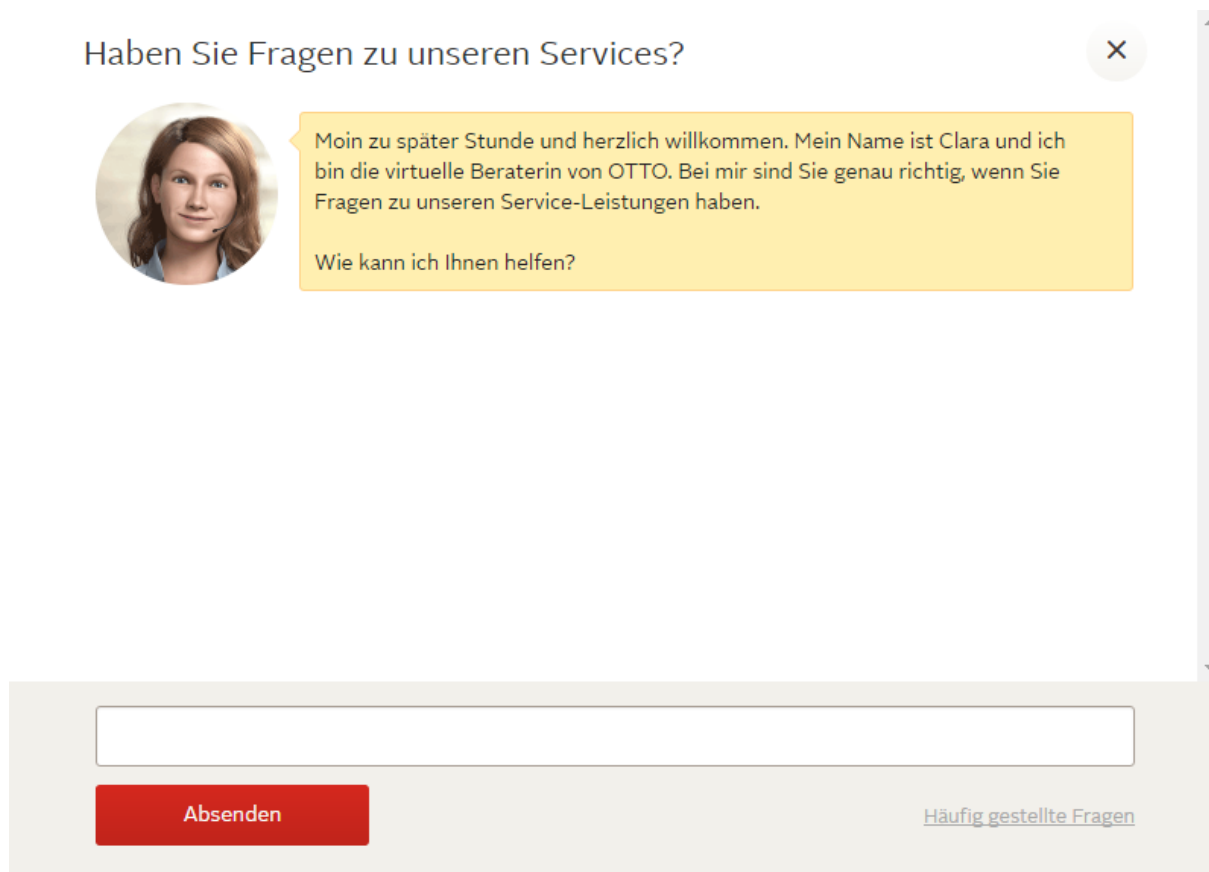 Haben Sie Fragen zu unseren Services?
Moin zu später Stunde und herzlich willkommen. Mein Name ist Clara und ich
bin die virtuelle Beraterin von OTTO. Bei mir sind Sie genau richtig, wenn Sie
Fragen zu unseren Service-Leistungen haben.
Wie kann ich Ihnen helfen?
Absenden
Häufig gestellte Fragen